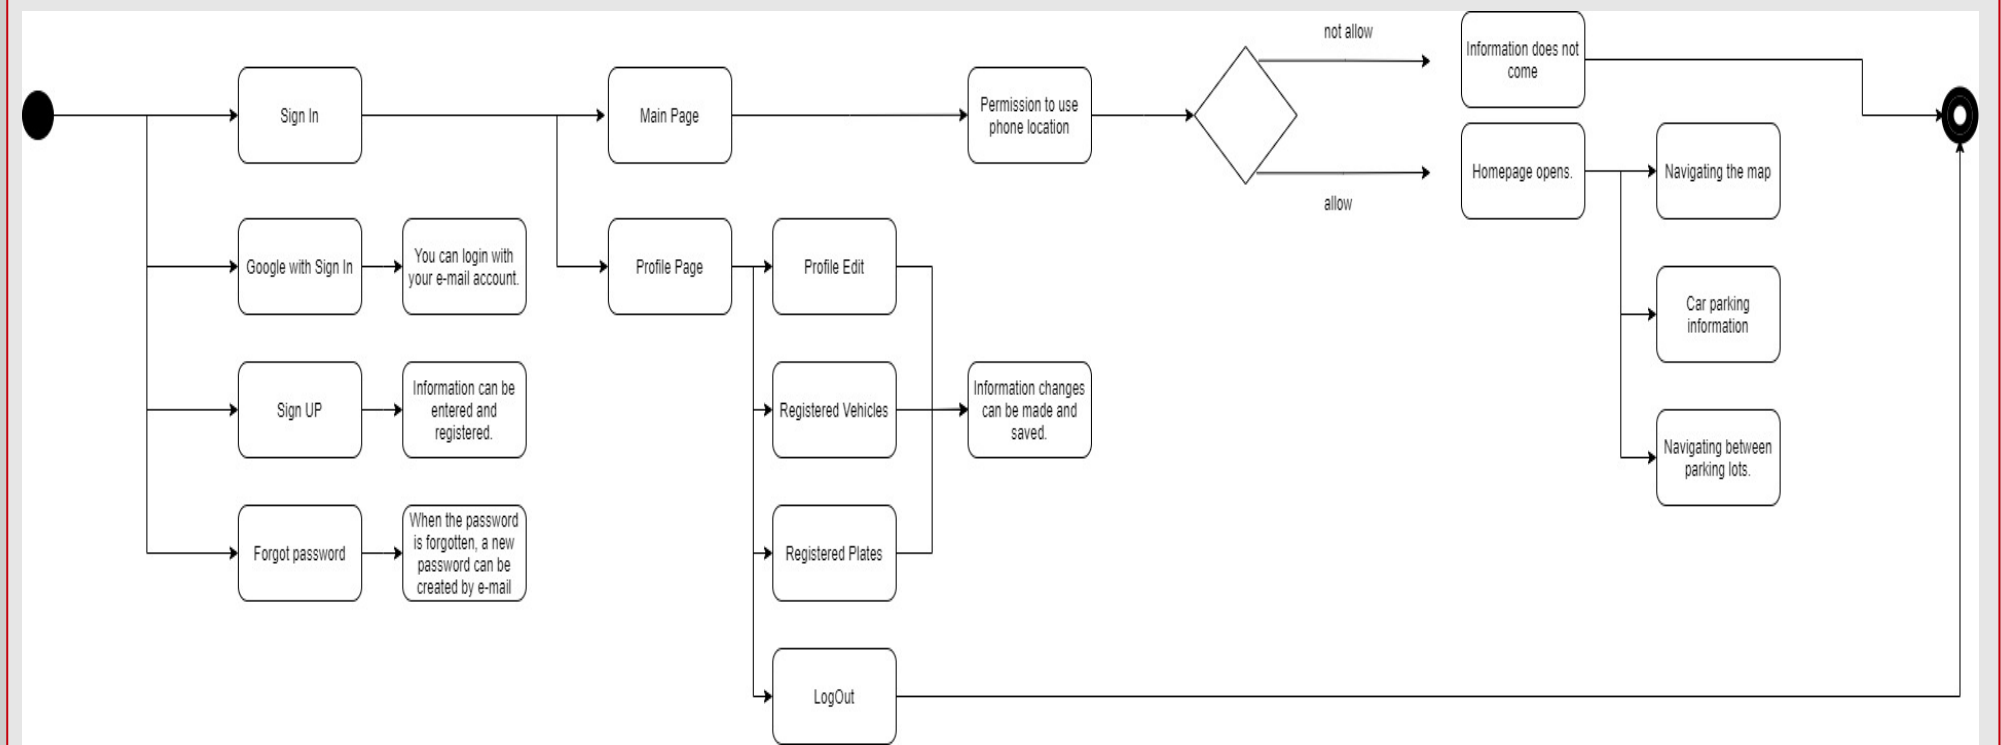 not allow
Information does not
come
Sign In
Main Page
Permission to use
phone location
Homepage opens.
Navigating the map
allow
Google with Sign In
You can login with
your e-mail account.
Profile Page
Profile Edit
Car parking
information
Sign UP
Information can be
entered and
registered.
Registered Vehicles
Information changes
can be made and
saved.
Navigating between
parking lots.
Forgot password
When the password
is forgotten, a new
password can be
created by e-mail
Registered Plates
LogOut